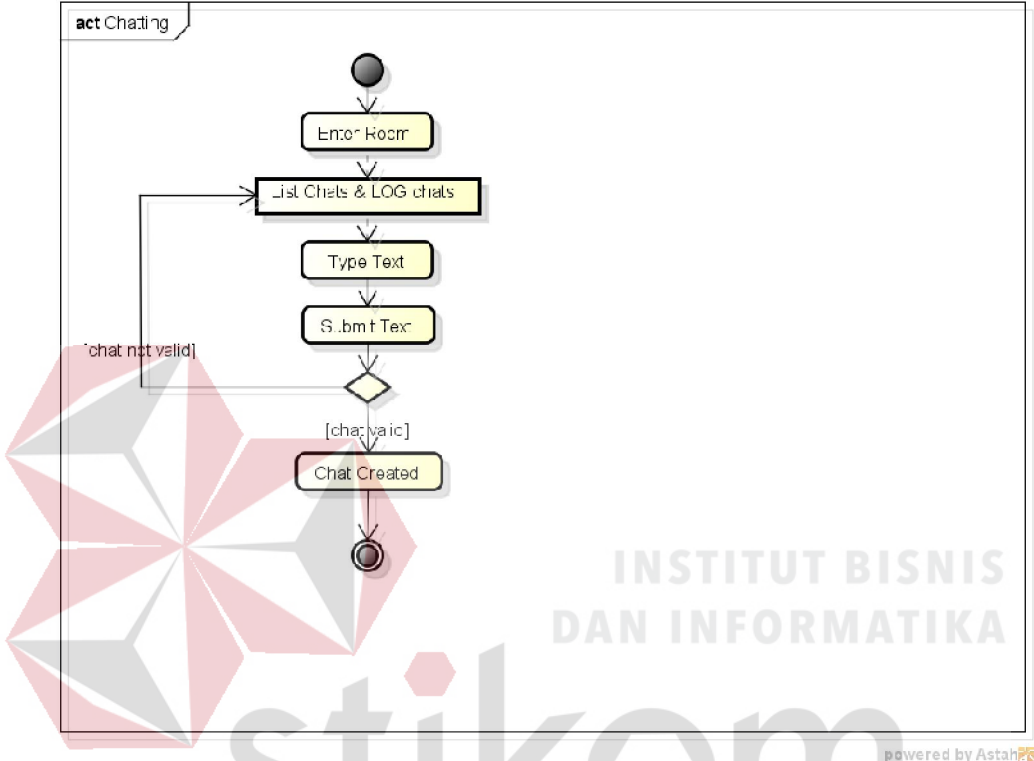 act Chatting
Enter Room
List Chats & LOG chats
Type Text
Submit Text
[chat not valid]
[chat valid]
Chat Created
INSTITUT BISNIS
DAN INFORMATIKA
stikom
powered by Astah